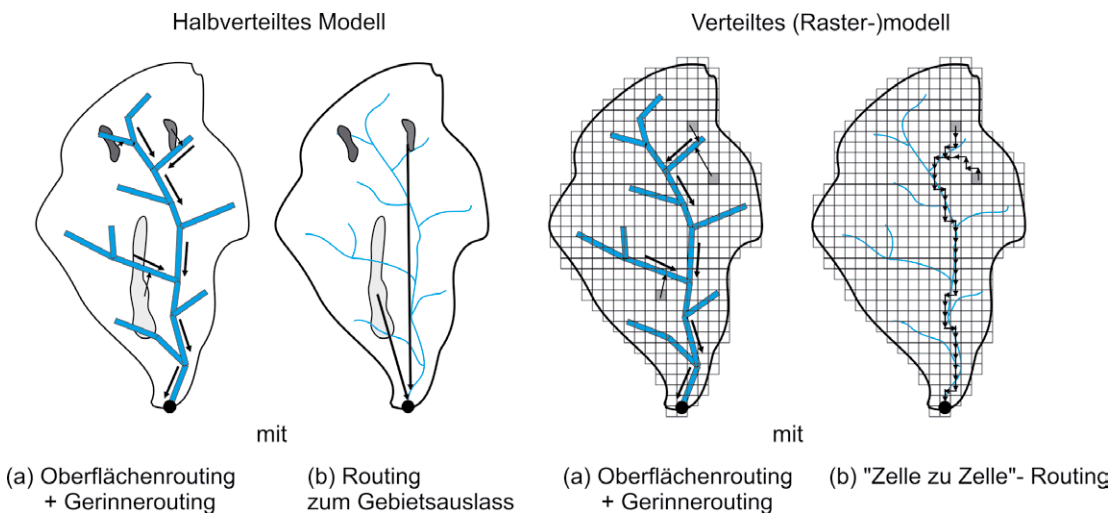 Halbverteiltes Modell
Verteiltes (Raster-)modell
mit
mit
(a) Oberflächenrouting
+ Gerinnerouting
(b) Routing
zum Gebietsauslass
(a) Oberflächenrouting
+ Gerinnerouting
(b) "Zelle zu Zelle"- Routing